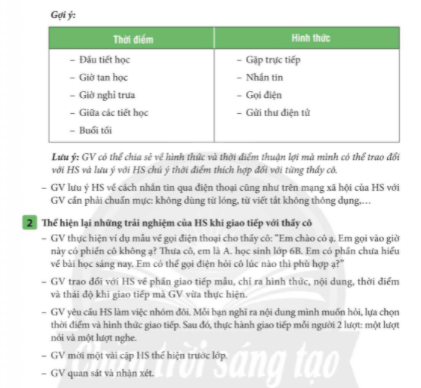 Gợi ý:
Thời điểm
Hình thức
– Đầu tiết học
– Giờ tan học
– Giờ nghỉ trưa
– Giữa các tiết học
– Buổi tối
– Gặp trực tiếp
– Nhắn tin
– Gọi điện
– Gửi thư điện tử
Lưu ý: GV có thể chia sẻ về hình thức và thời điểm thuận lợi mà mình có thể trao đổi
với HS và lưu ý với HS chú ý thời điểm thích hợp đối với từng thầy cô.
– GV lưu ý HS về cách nhắn tin qua điện thoại cũng như trên mạng xã hội của HS với
GV cần phải chuẩn mực: không dùng từ lóng, từ viết tắt không thông dụng,…
2 Thể hiện lại những trải nghiệm của HS khi giao tiếp với thầy cô
– GV thực hiện ví dụ mẫu về gọi điện thoại cho thầy cô: “Em chào cô ạ. Em gọi vào giờ
này có phiền cô không ạ? Thưa cô, em là A. học sinh lớp 6B. Em có phần chưa hiểu
về bài học sáng nay. Em có thể gọi điện hỏi cô lúc nào thì phù hợp ạ?”
– GV trao đổi với HS về phần giao tiếp mẫu, chỉ ra hình thức, nội dung, thời điểm
và thái độ khi giao tiếp mà GV vừa thực hiện.
– GV yêu cầu HS làm việc nhóm đôi. Mỗi bạn nghĩ ra nội dung mình muốn hỏi, lựa chọn
thời điểm và hình thức giao tiếp. Sau đó, thực hành giao tiếp mỗi người 2 lượt: một lượt
nói và một lượt nghe.
– GV mời một vài cặp HS thể hiện trước lớp.
– GV quan sát và nhận xét.
Chân trời sáng tạo